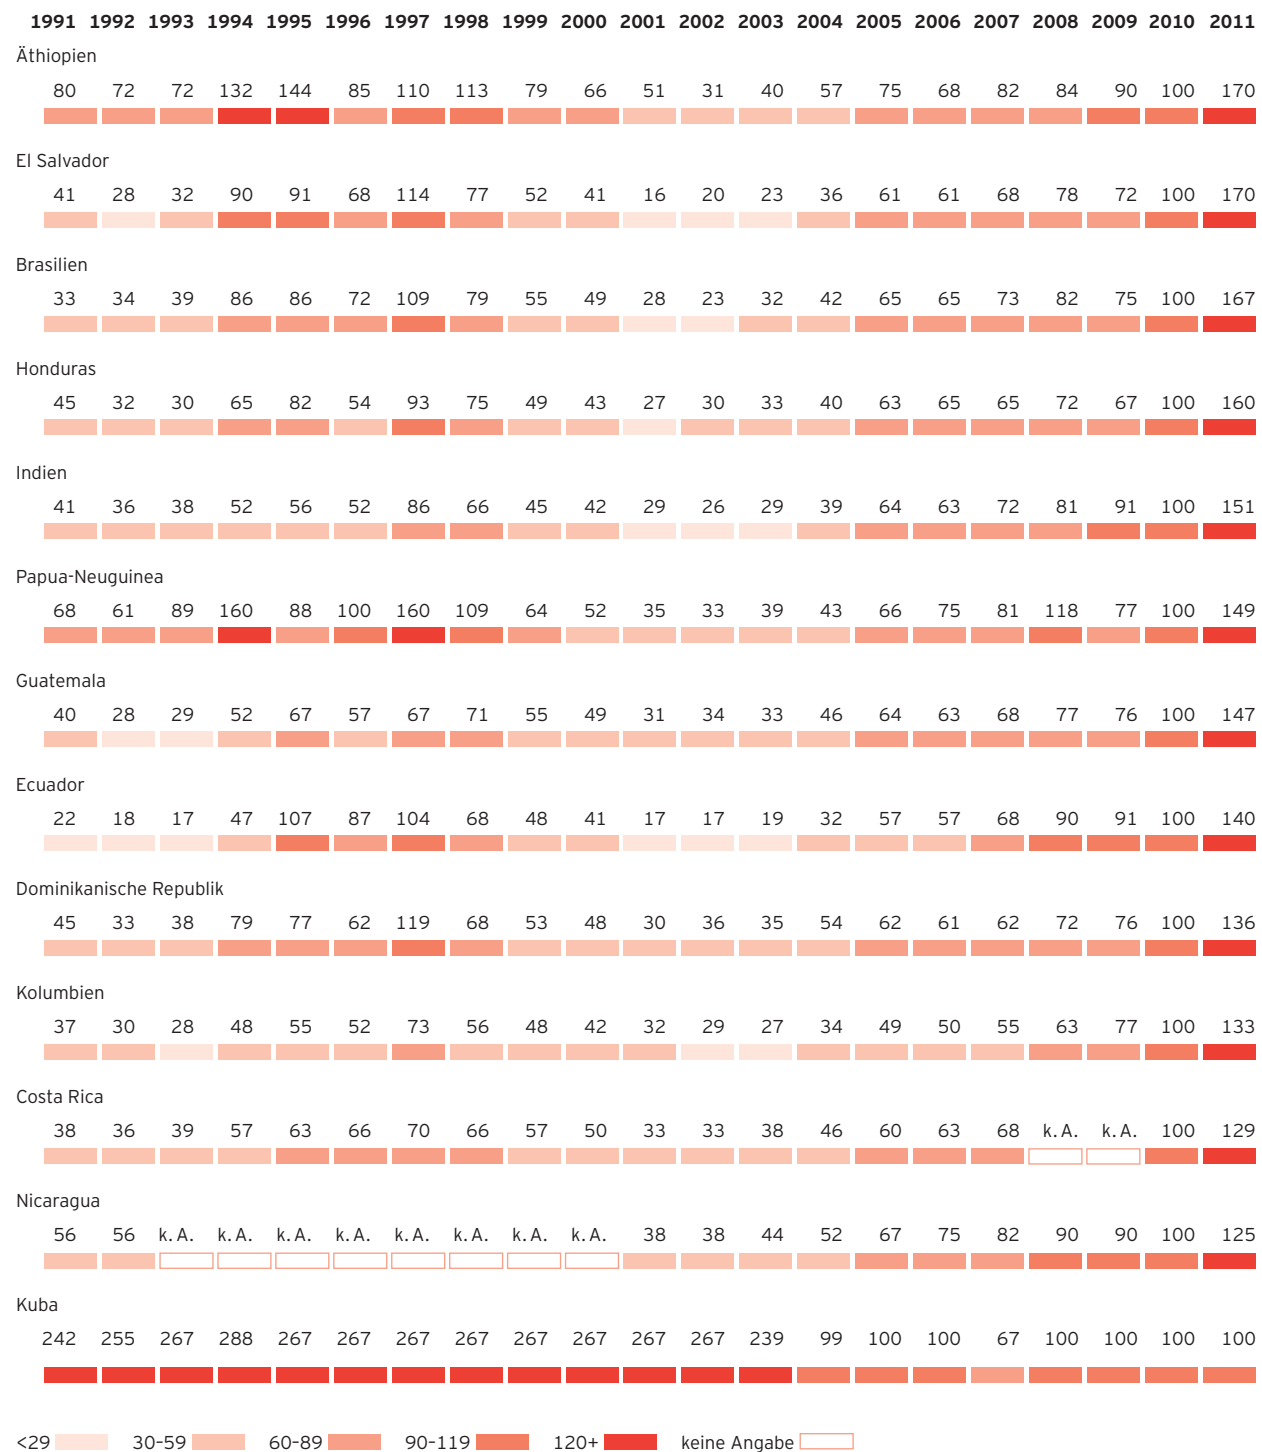 1991 1992 1993 1994 1995 1996 1997 1998 1999 2000 2001 2002 2003 2004 2005 2006 2007 2008 2009 2010 2011
Äthiopien
80 72 72 132 144 85 110 113 79 66 51 31 40 57 75 68 82 84 90 100 170
El Salvador
41 28 32 90 91 68 114 77 52 41 16 20 23 36 61 61 68 78 72 100 170
Brasilien
33 34 39 86 86 72 109 79 55 49 28 23 32 42 65 65 73 82 75 100 167
Honduras
45 32 30 65 82 54 93 75 49 43 27 30 33 40 63 65 65 72 67 100 160
Indien
41 36 38 52 56 52 86 66 45 42 29 26 29 39 64 63 72 81 91 100 151
Papua-Neuguinea
68 61 89 160 88 100 160 109 64 52 35 33 39 43 66 75 81 118 77 100 149
Guatemala
40 28 29 52 67 57 67 71 55 49 31 34 33 46 64 63 68 77 76 100 147
Ecuador
22 18 17 47 107 87 104 68 48 41 17 17 19 32 57 57 68 90 91 100 140
Dominikanische Republik
45 33 38 79 77 62 119 68 53 48 30 36 35 54 62 61 62 72 76 100 136
Kolumbien
37 30 28 48 55 52 73 56 48 42 32 29 27 34 49 50 55 63 77 100 133
Costa Rica
38 36 39 57 63 66 70 66 57 50 33 33 38 46 60 63 68 k. A. k. A. 100 129
Nicaragua
56 56 k. A. k. A. k. A. k. A. k. A. k. A. k. A. k. A. 38 38 44 52 67 75 82 90 90 100 125
Kuba
242 255 267 288 267 267 267 267 267 267 267 267 239 99 100 100 67 100 100 100 100
<29 30–59 60–89 90–119 120+ keine Angabe